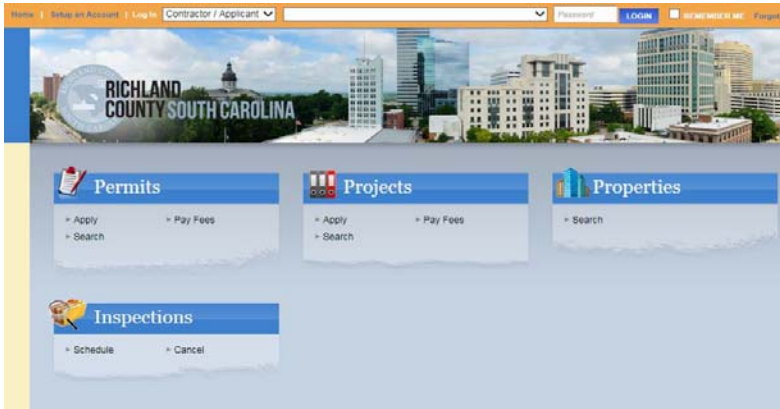 Home | Setup an Account | Log In Contractor / Applicant Password LOGIN REMEMBER ME Forgot
RICHLAND
COUNTY SOUTH CAROLINA
Permits
Apply
Pay Fees
Search
Projects
Apply
Pay Fees
Search
Properties
Search
Inspections
Schedule
Cancel